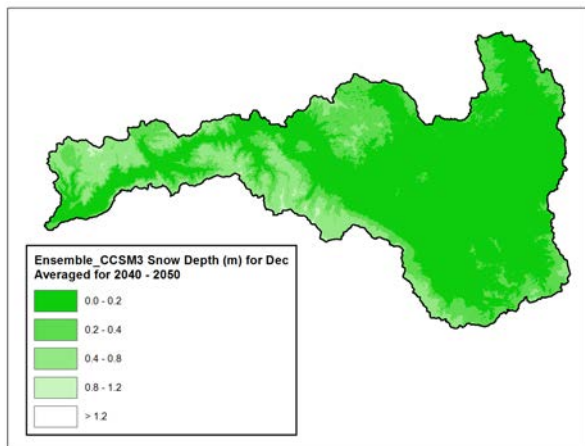 Ensemble_CCSM3 Snow Depth (m) for Dec
Averaged for 2040 - 2050
0.0 - 0.2
0.2 - 0.4
0.4 - 0.8
0.8 - 1.2
> 1.2